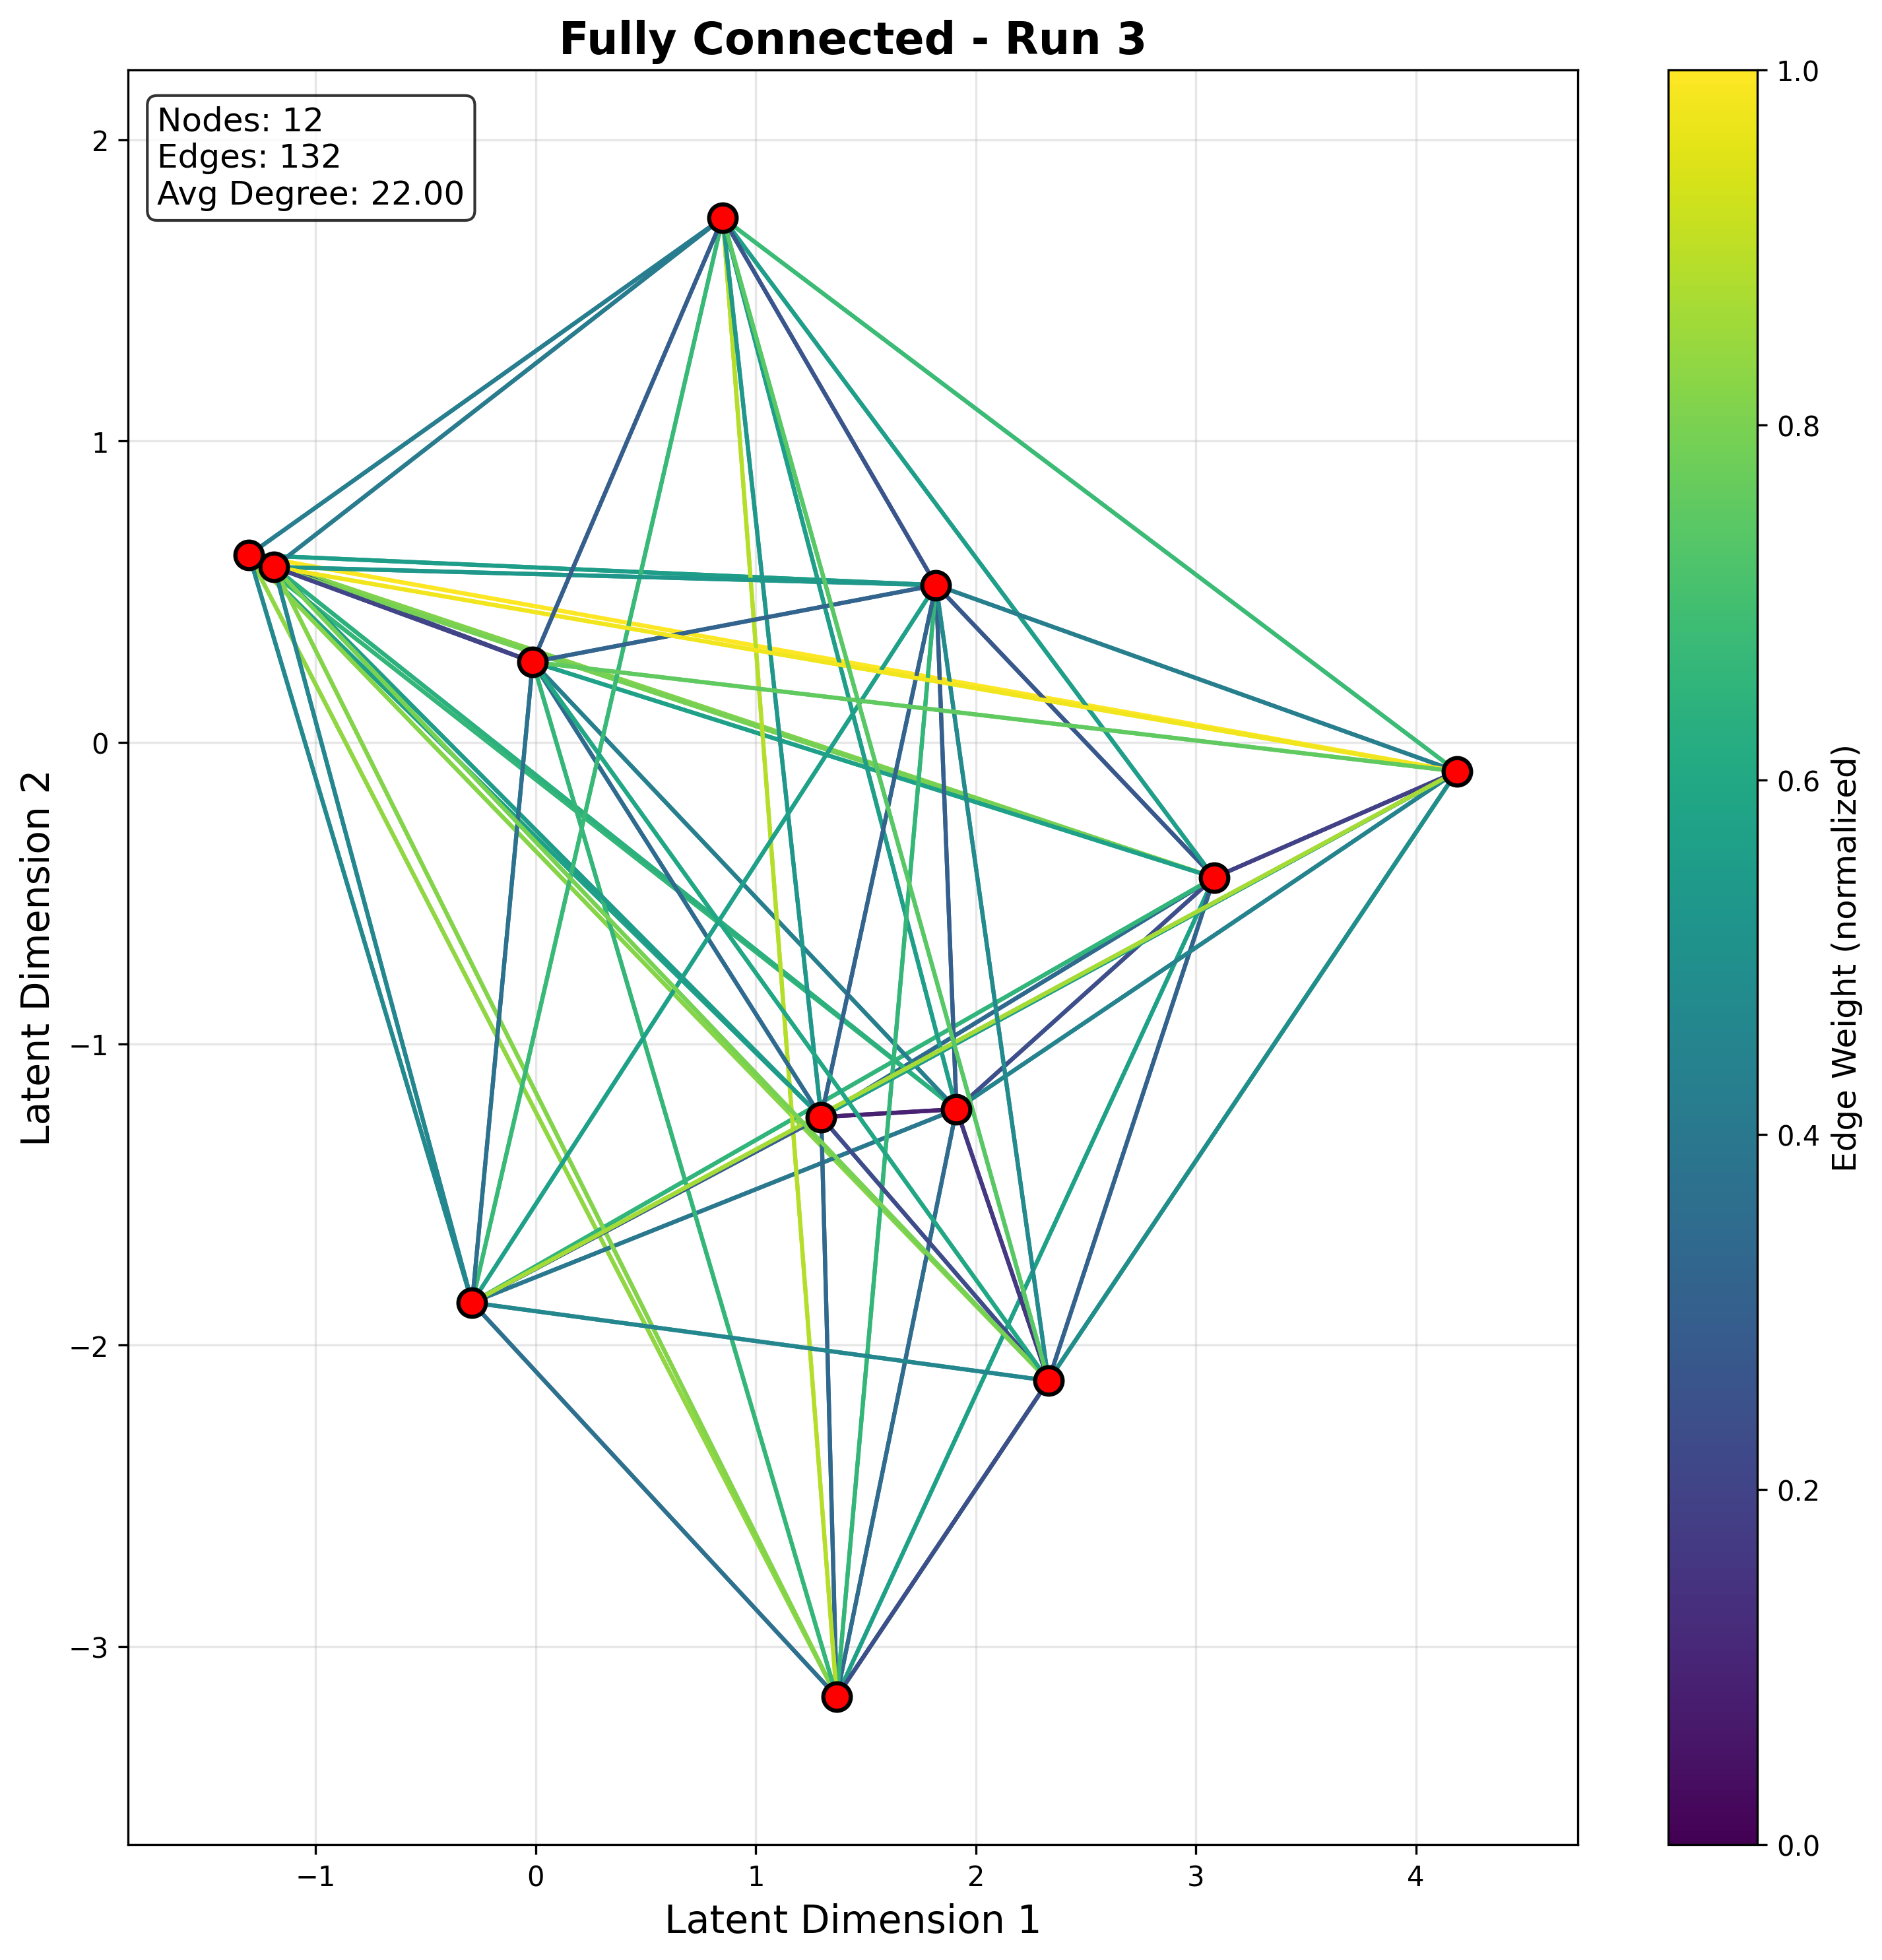 Fully Connected - Run 3
Nodes: 12
Edges: 132
Avg Degree: 22.00
2
1
0
−1
−2
−3
Latent Dimension 2
−1
0
1
2
3
4
Latent Dimension 1
1.0
0.8
0.6
0.4
0.2
0.0
Edge Weight (normalized)